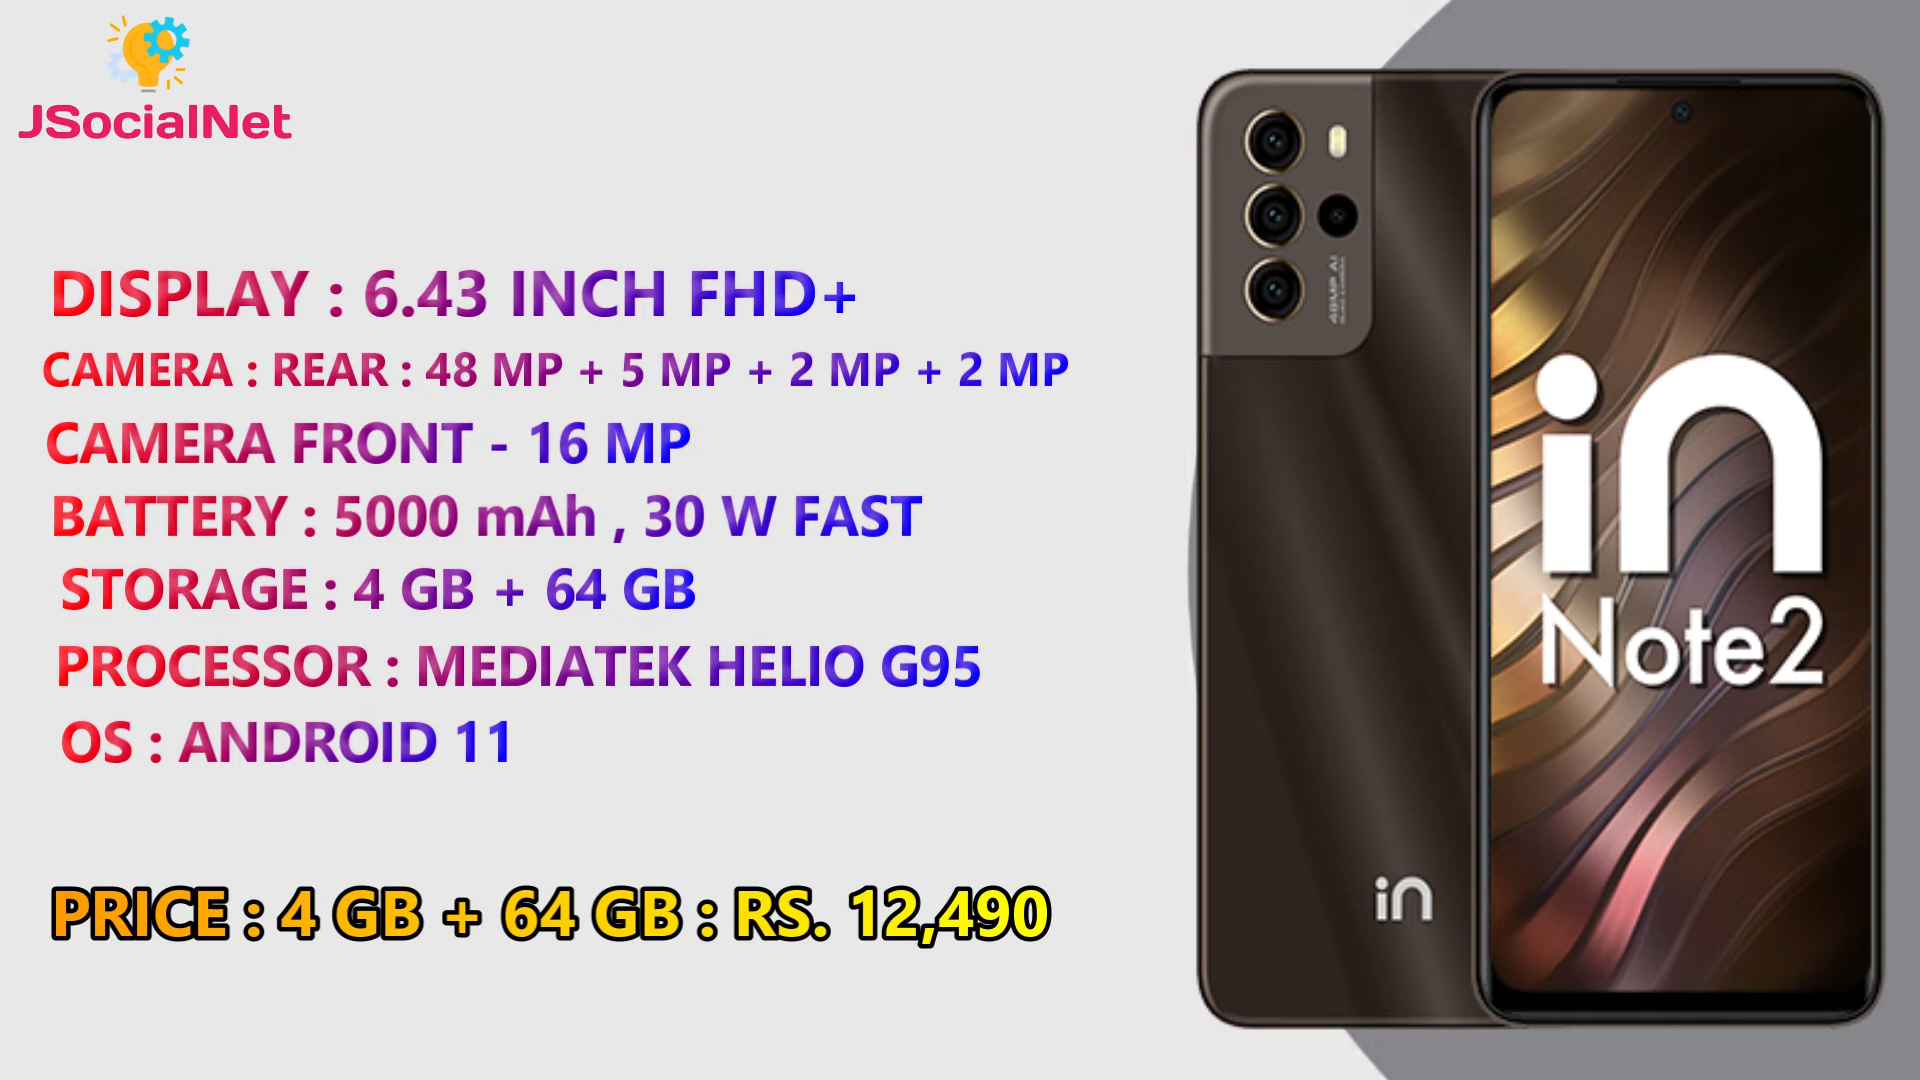 JSocialNet
DISPLAY : 6.43 INCH FHD+
CAMERA : REAR : 48 MP + 5 MP + 2 MP + 2 MP
CAMERA FRONT - 16 MP
BATTERY : 5000 mAh , 30 W FAST
STORAGE : 4 GB + 64 GB
PROCESSOR : MEDIATEK HELIO G95
OS : ANDROID 11
PRICE : 4 GB + 64 GB : RS. 12,490
48MP AI
in
in
Note2